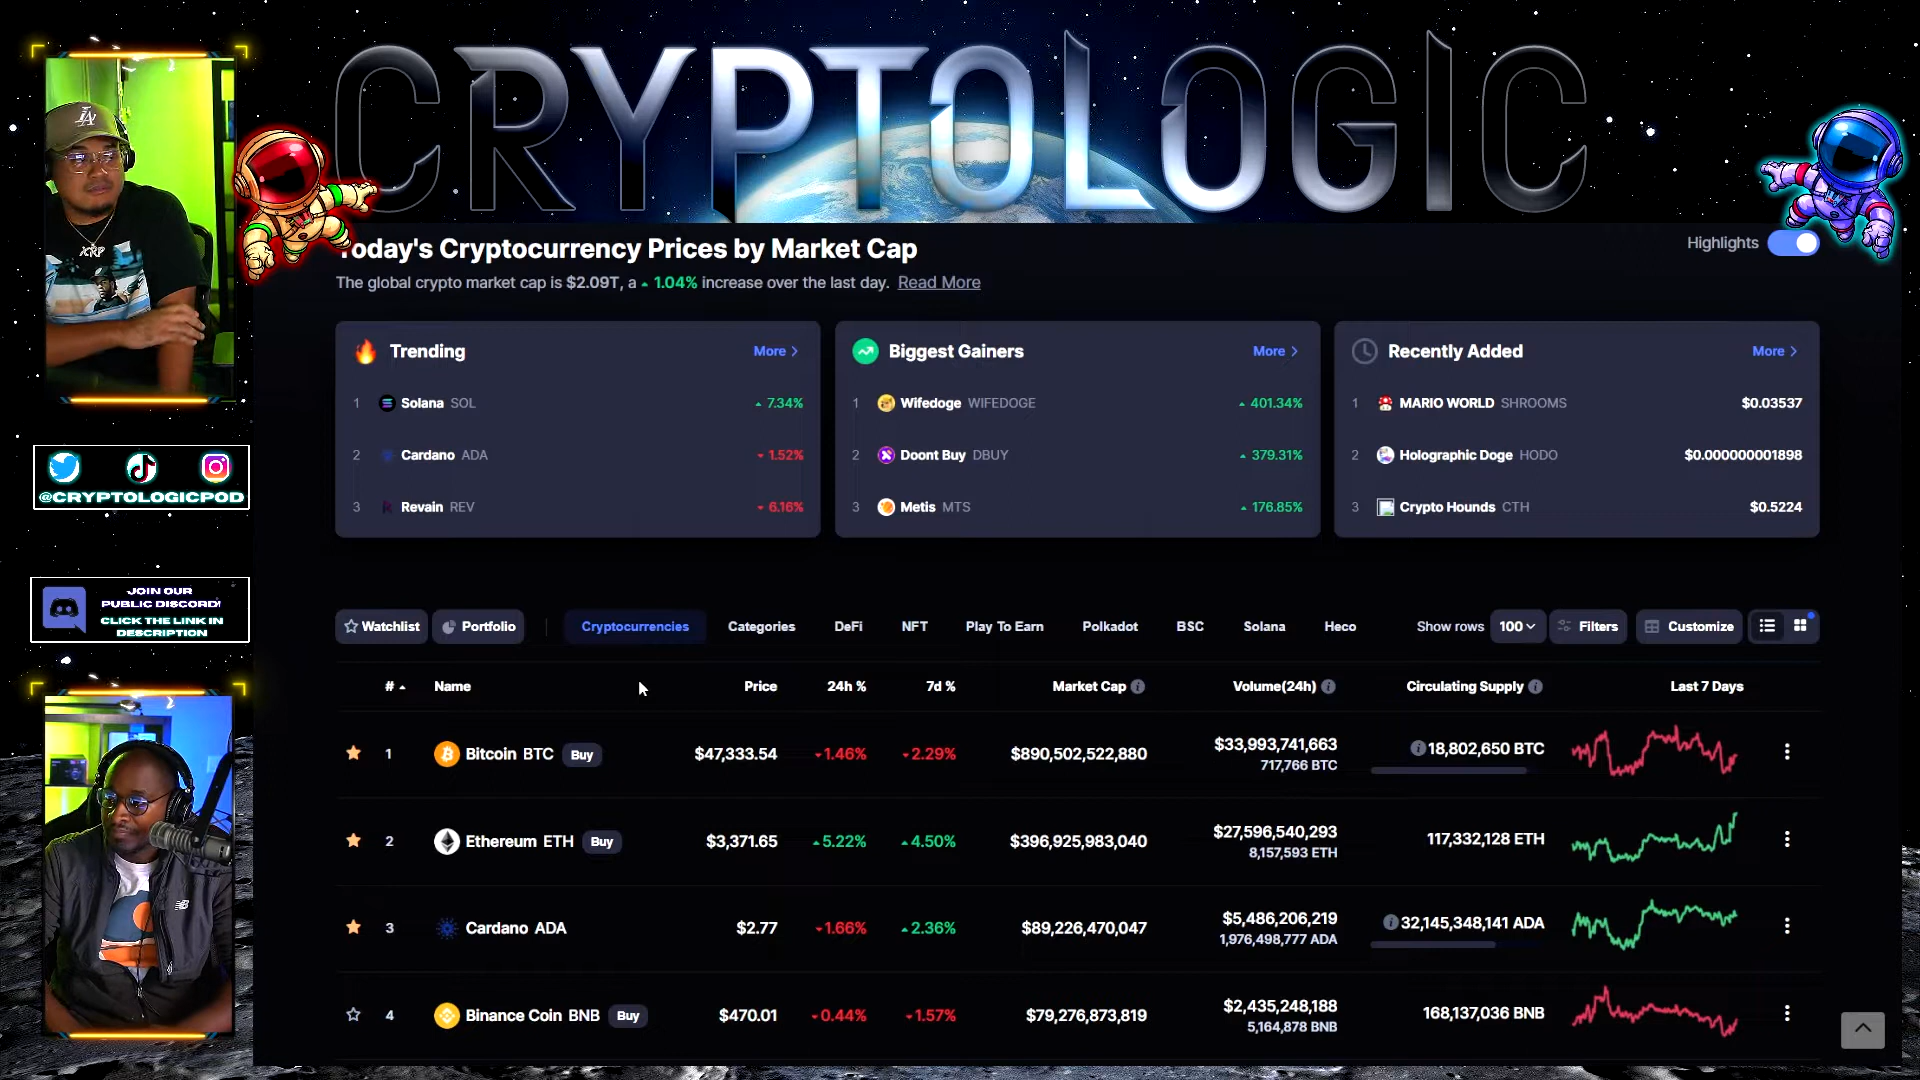 CRYPTOLOGIC
Today's Cryptocurrency Prices by Market Cap
Highlights
The global crypto market cap is $2.09T, a 1.04% increase over the last day. Read More
Trending More
1 Solana SOL 7.34%
2 Cardano ADA 1.52%
3 Revain REV 6.16%
Biggest Gainers More
1 Wifedoge WIFEDOGE 401.34%
2 Doont Buy DBUY 379.31%
3 Metis MTS 176.85%
Recently Added More
1 MARIO WORLD SHROOMS $0.03537
2 Holographic Doge HODO $0.000000001898
3 Crypto Hounds CTH $0.5224
LA
XRP
@CRYPTOLOGICPOD
JOIN OUR
PUBLIC DISCORD!
CLICK THE LINK IN
DESCRIPTION
Watchlist Portfolio Cryptocurrencies Categories DeFi NFT Play To Earn Polkadot BSC Solana Heco Show rows 100 Filters Customize
# Name Price 24h % 7d % Market Cap Volume(24h) Circulating Supply Last 7 Days
1 Bitcoin BTC Buy $47,333.54 1.46% 2.29% $890,502,522,880 $33,993,741,663 18,802,650 BTC
717,766 BTC
2 Ethereum ETH Buy $3,371.65 5.22% 4.50% $396,925,983,040 $27,596,540,293 117,332,128 ETH
8,157,593 ETH
3 Cardano ADA $2.77 1.66% 2.36% $89,226,470,047 $5,486,206,219 32,145,348,141 ADA
1,976,498,777 ADA
4 Binance Coin BNB Buy $470.01 0.44% 1.57% $79,276,873,819 $2,435,248,188 168,137,036 BNB
5,164,878 BNB